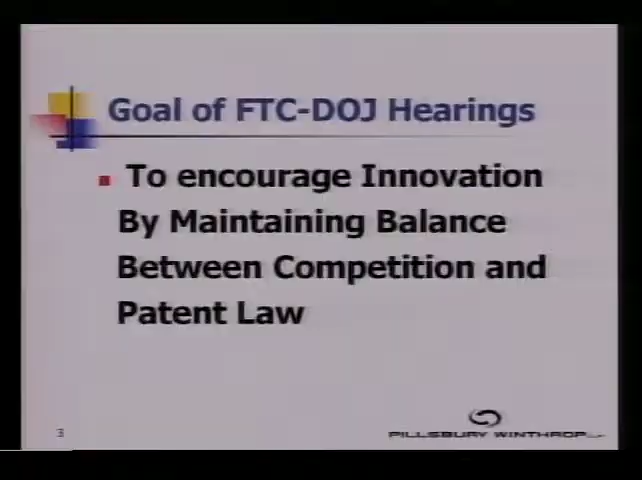 Goal of FTC-DOJ Hearings
To encourage Innovation
By Maintaining Balance
Between Competition and
Patent Law
3
PILLSBURY WINTHROP